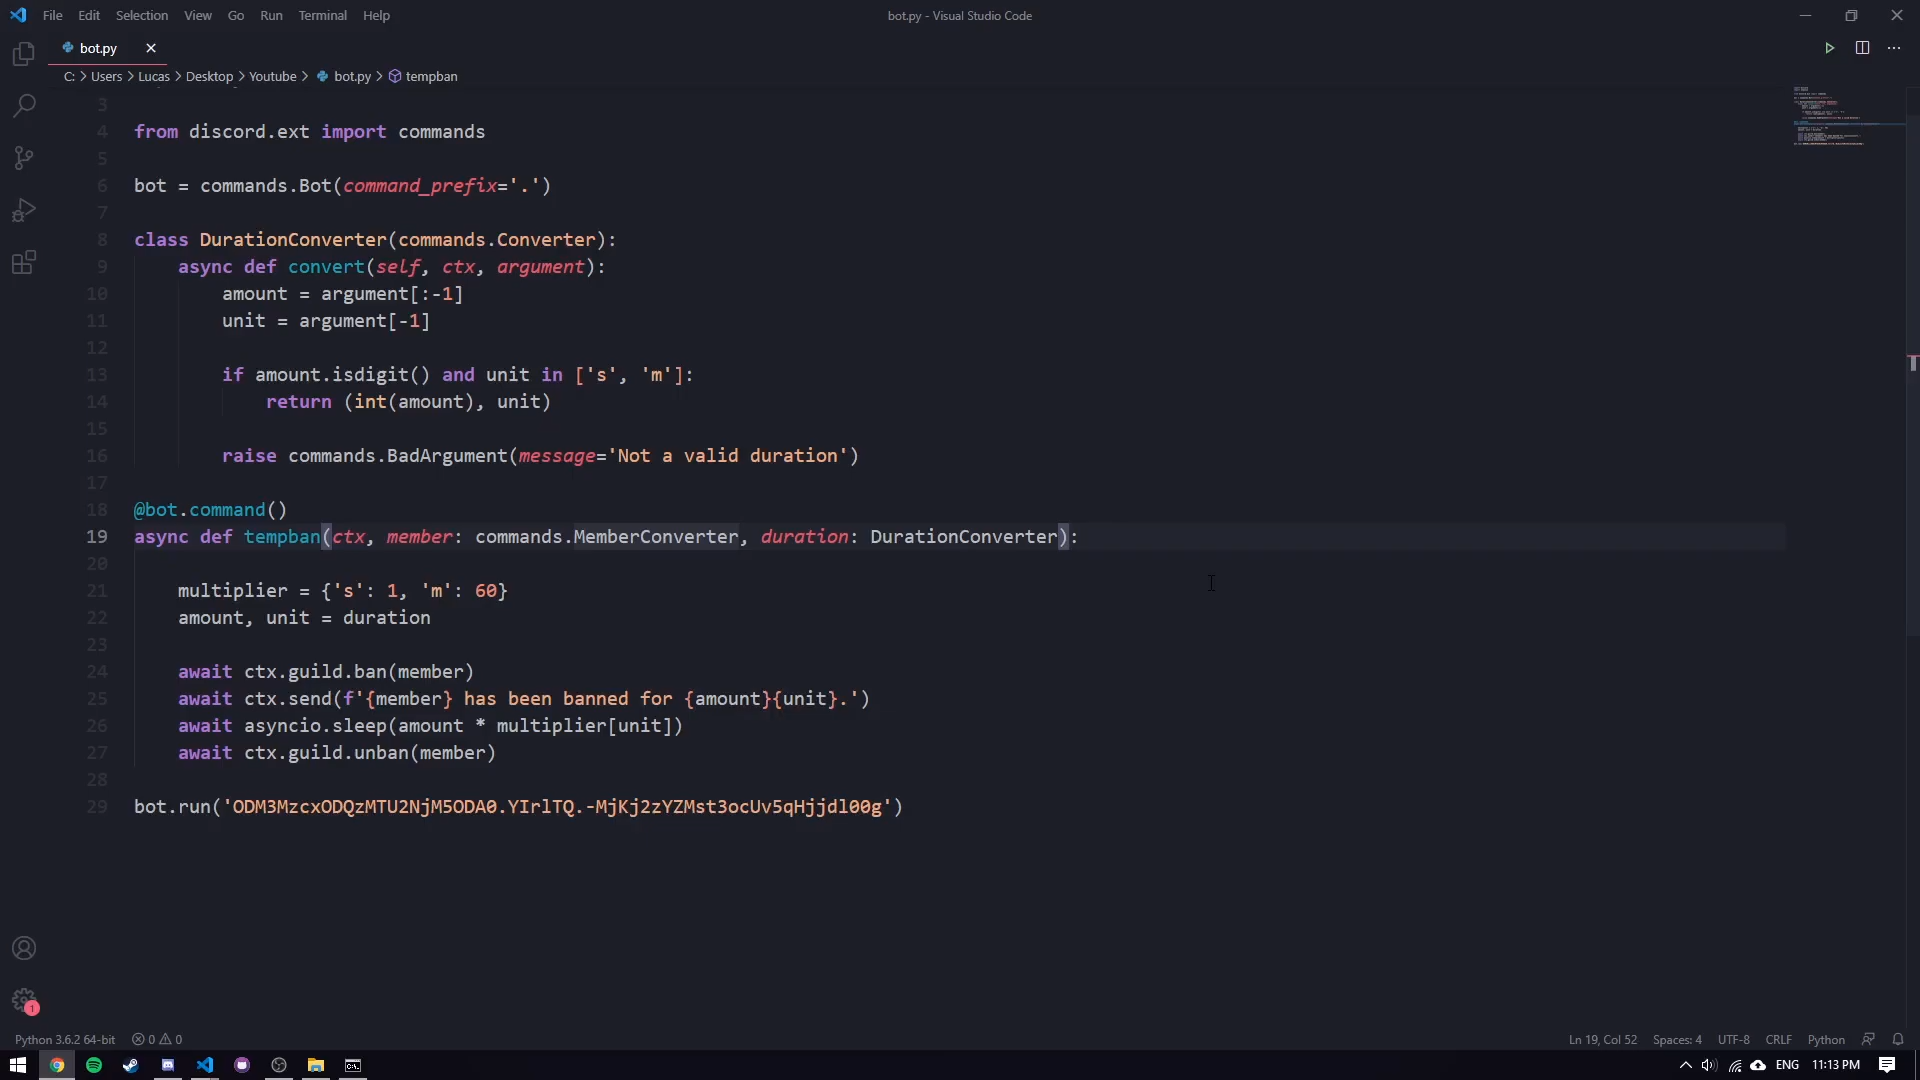 File Edit Selection View Go Run Terminal Help
bot.py - Visual Studio Code
bot.py
C: > Users > Lucas > Desktop > Youtube > bot.py > tempban
3
4 from discord.ext import commands
5
6 bot = commands.Bot(command_prefix='.')
7
8 class DurationConverter(commands.Converter):
9 async def convert(self, ctx, argument):
10 amount = argument[:-1]
11 unit = argument[-1]
12
13 if amount.isdigit() and unit in ['s', 'm']:
14 return (int(amount), unit)
15
16 raise commands.BadArgument(message='Not a valid duration')
17
18 @bot.command()
19 async def tempban(ctx, member: commands.MemberConverter, duration: DurationConverter):
20
21 multiplier = {'s': 1, 'm': 60}
22 amount, unit = duration
23
24 await ctx.guild.ban(member)
25 await ctx.send(f'{member} has been banned for {amount}{unit}.')
26 await asyncio.sleep(amount * multiplier[unit])
27 await ctx.guild.unban(member)
28
29 bot.run('ODM3MzcxODQzMTU2NjM5ODA0.YIrlTQ.-MjKj2zYZMst3ocUv5qHjjdl00g')
1
Python 3.6.2 64-bit 0 0
Ln 19, Col 52 Spaces: 4 UTF-8 CRLF Python
ENG 11:13 PM